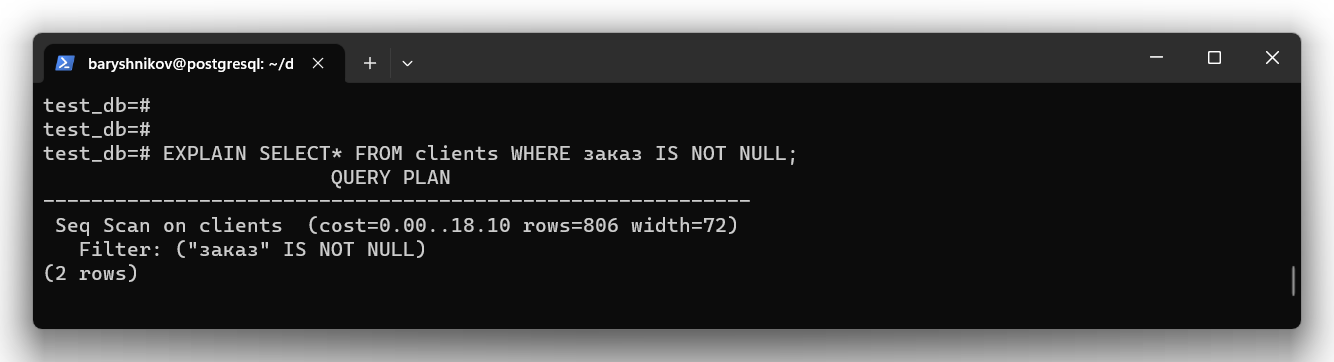 baryshnikov@postgresql: ~/d
test_db=#
test_db=#
test_db=# EXPLAIN SELECT* FROM clients WHERE заказ IS NOT NULL;
                        QUERY PLAN
-----------------------------------------------------------
 Seq Scan on clients  (cost=0.00..18.10 rows=806 width=72)
   Filter: ("заказ" IS NOT NULL)
(2 rows)